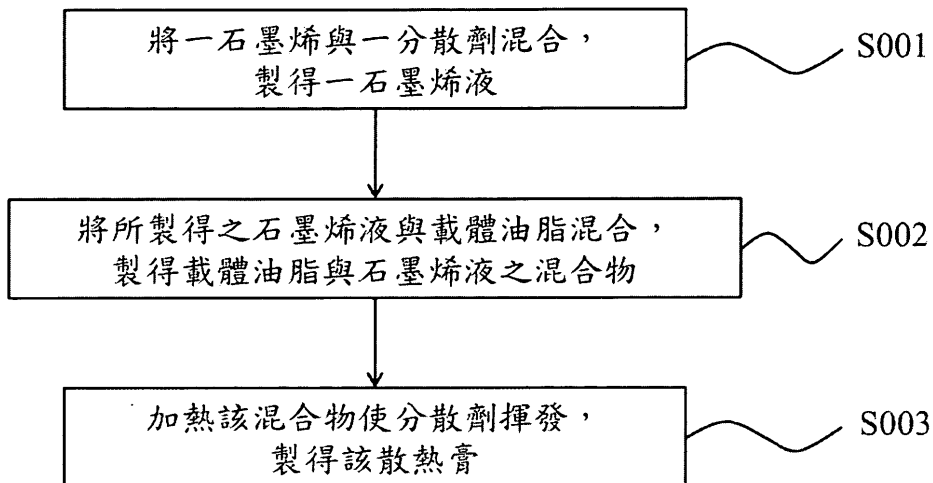 將一石墨烯與一分散劑混合，
製得一石墨烯液
S001
將所製得之石墨烯液與載體油脂混合，
製得載體油脂與石墨烯液之混合物
S002
加熱該混合物使分散劑揮發，
製得該散熱膏
S003